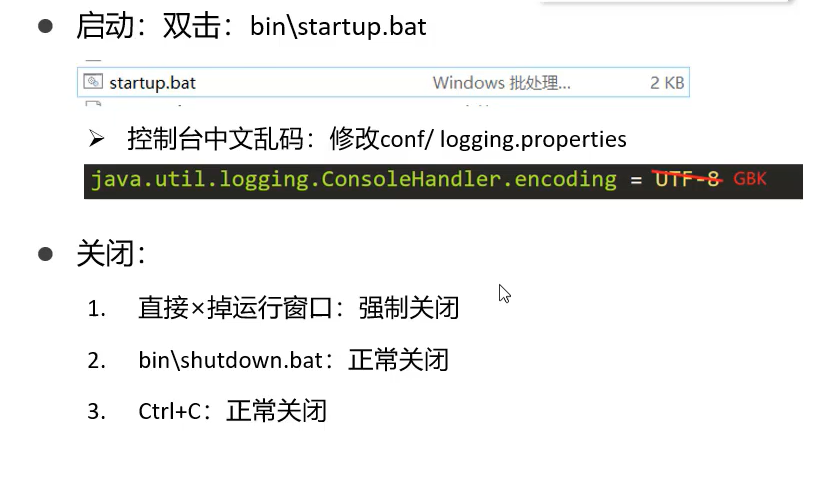 启动：双击：bin\startup.bat
startup.bat Windows 批处理... 2 KB
控制台中文乱码：修改conf/ logging.properties
java.util.logging.ConsoleHandler.encoding = UTF-8 GBK
关闭：
1. 直接×掉运行窗口：强制关闭
2. bin\shutdown.bat：正常关闭
3. Ctrl+C：正常关闭